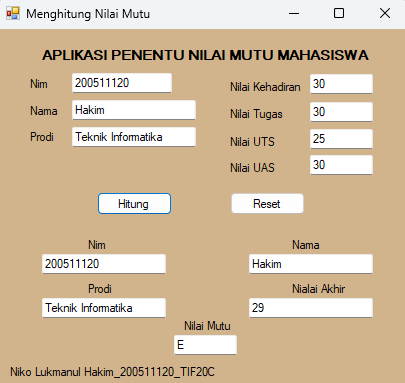 Menghitung Nilai Mutu
APLIKASI PENENTU NILAI MUTU MAHASISWA
Nim 200511120
Nama Hakim
Prodi Teknik Informatika
Nilai Kehadiran 30
Nilai Tugas 30
Nilai UTS 25
Nilai UAS 30
Hitung Reset
Nim Nama
200511120 Hakim
Prodi Nialai Akhir
Teknik Informatika 29
Nilai Mutu
E
Niko Lukmanul Hakim_200511120_TIF20C